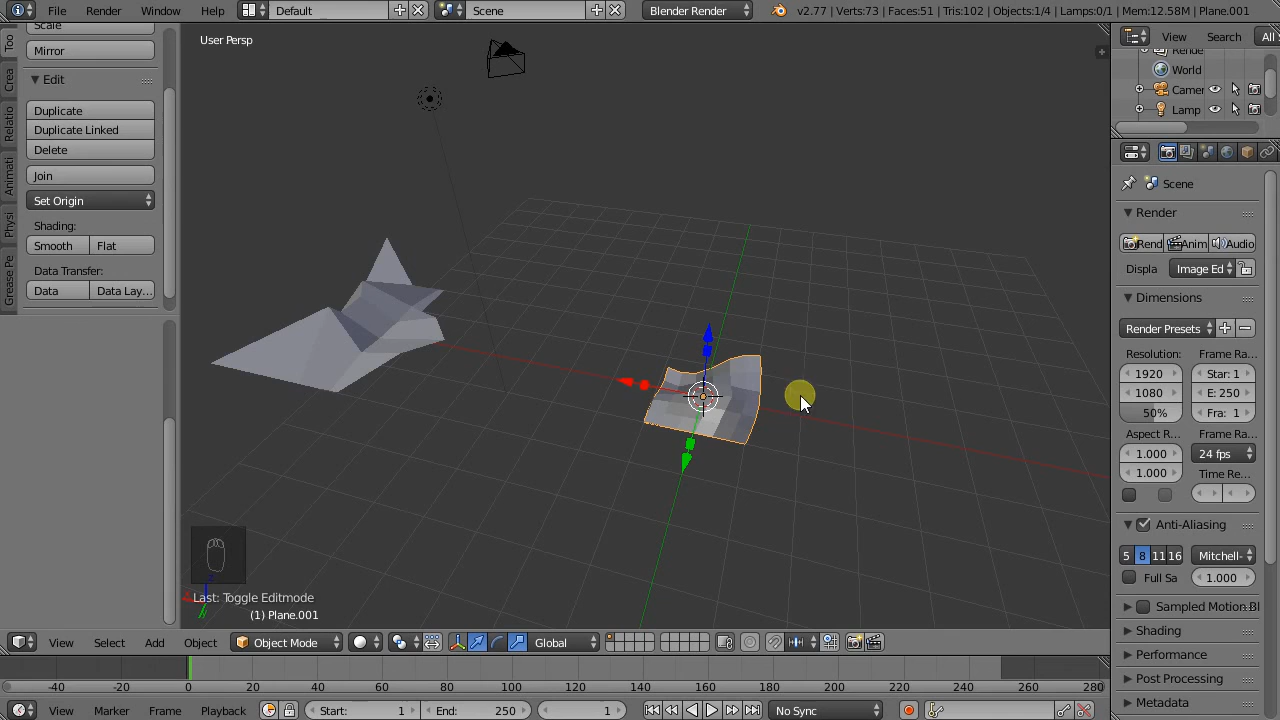 File Render Window Help Default Scene Blender Render v2.77 | Verts:73 | Faces:51 | Tris:102 | Objects:1/4 | Lamps:0/1 | Mem:12.58M | Plane.001
User Persp
View Search All
World
Camer
Lamp
Too
Crea
Relatio
Animati
Physi
Grease Pe
Mirror
Edit
Duplicate
Duplicate Linked
Delete
Join
Set Origin
Shading:
Smooth Flat
Data Transfer:
Data Data Lay...
Scene
Render
Rend Anim Audio
Displa Image Ed
Dimensions
Render Presets
Resolution: Frame Ra...
1920 Star: 1
1080 E: 250
50% Fra: 1
Aspect R... Frame Ra...
1.000 24 fps
1.000 Time Re...
Anti-Aliasing
5 8 11 16 Mitchell-
Full Sa 1.000
Sampled Motion Bl
Shading
Performance
Post Processing
Metadata
Last: Toggle Editmode
(1) Plane.001
View Select Add Object Object Mode Global
-40 -20 0 20 40 60 80 100 120 140 160 180 200 220 240 260 280
View Marker Frame Playback Start: 1 End: 250 1 No Sync